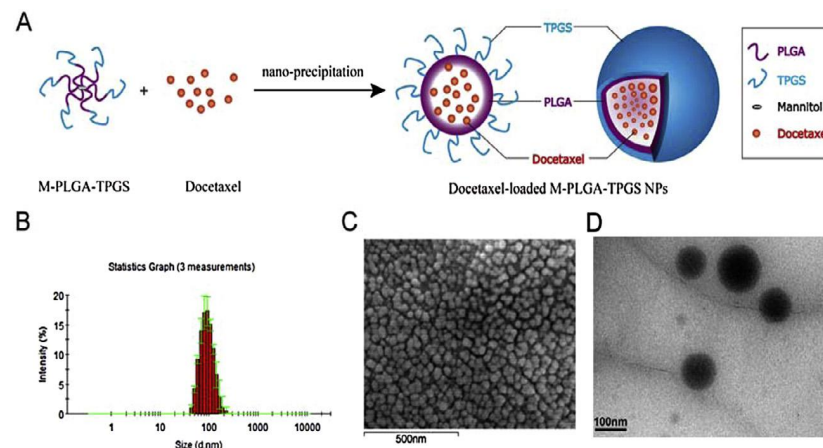 A
TPGS
PLGA
TPGS
Mannitol
Docetaxel
nano-precipitation
+
PLGA
Docetaxel
M-PLGA-TPGS
Docetaxel
Docetaxel-loaded M-PLGA-TPGS NPs
B
Statistics Graph (3 measurements)
Intensity (%)
20
15
10
5
0
1
10
100
1000
10000
Size (d.nm)
C
500nm
D
100nm